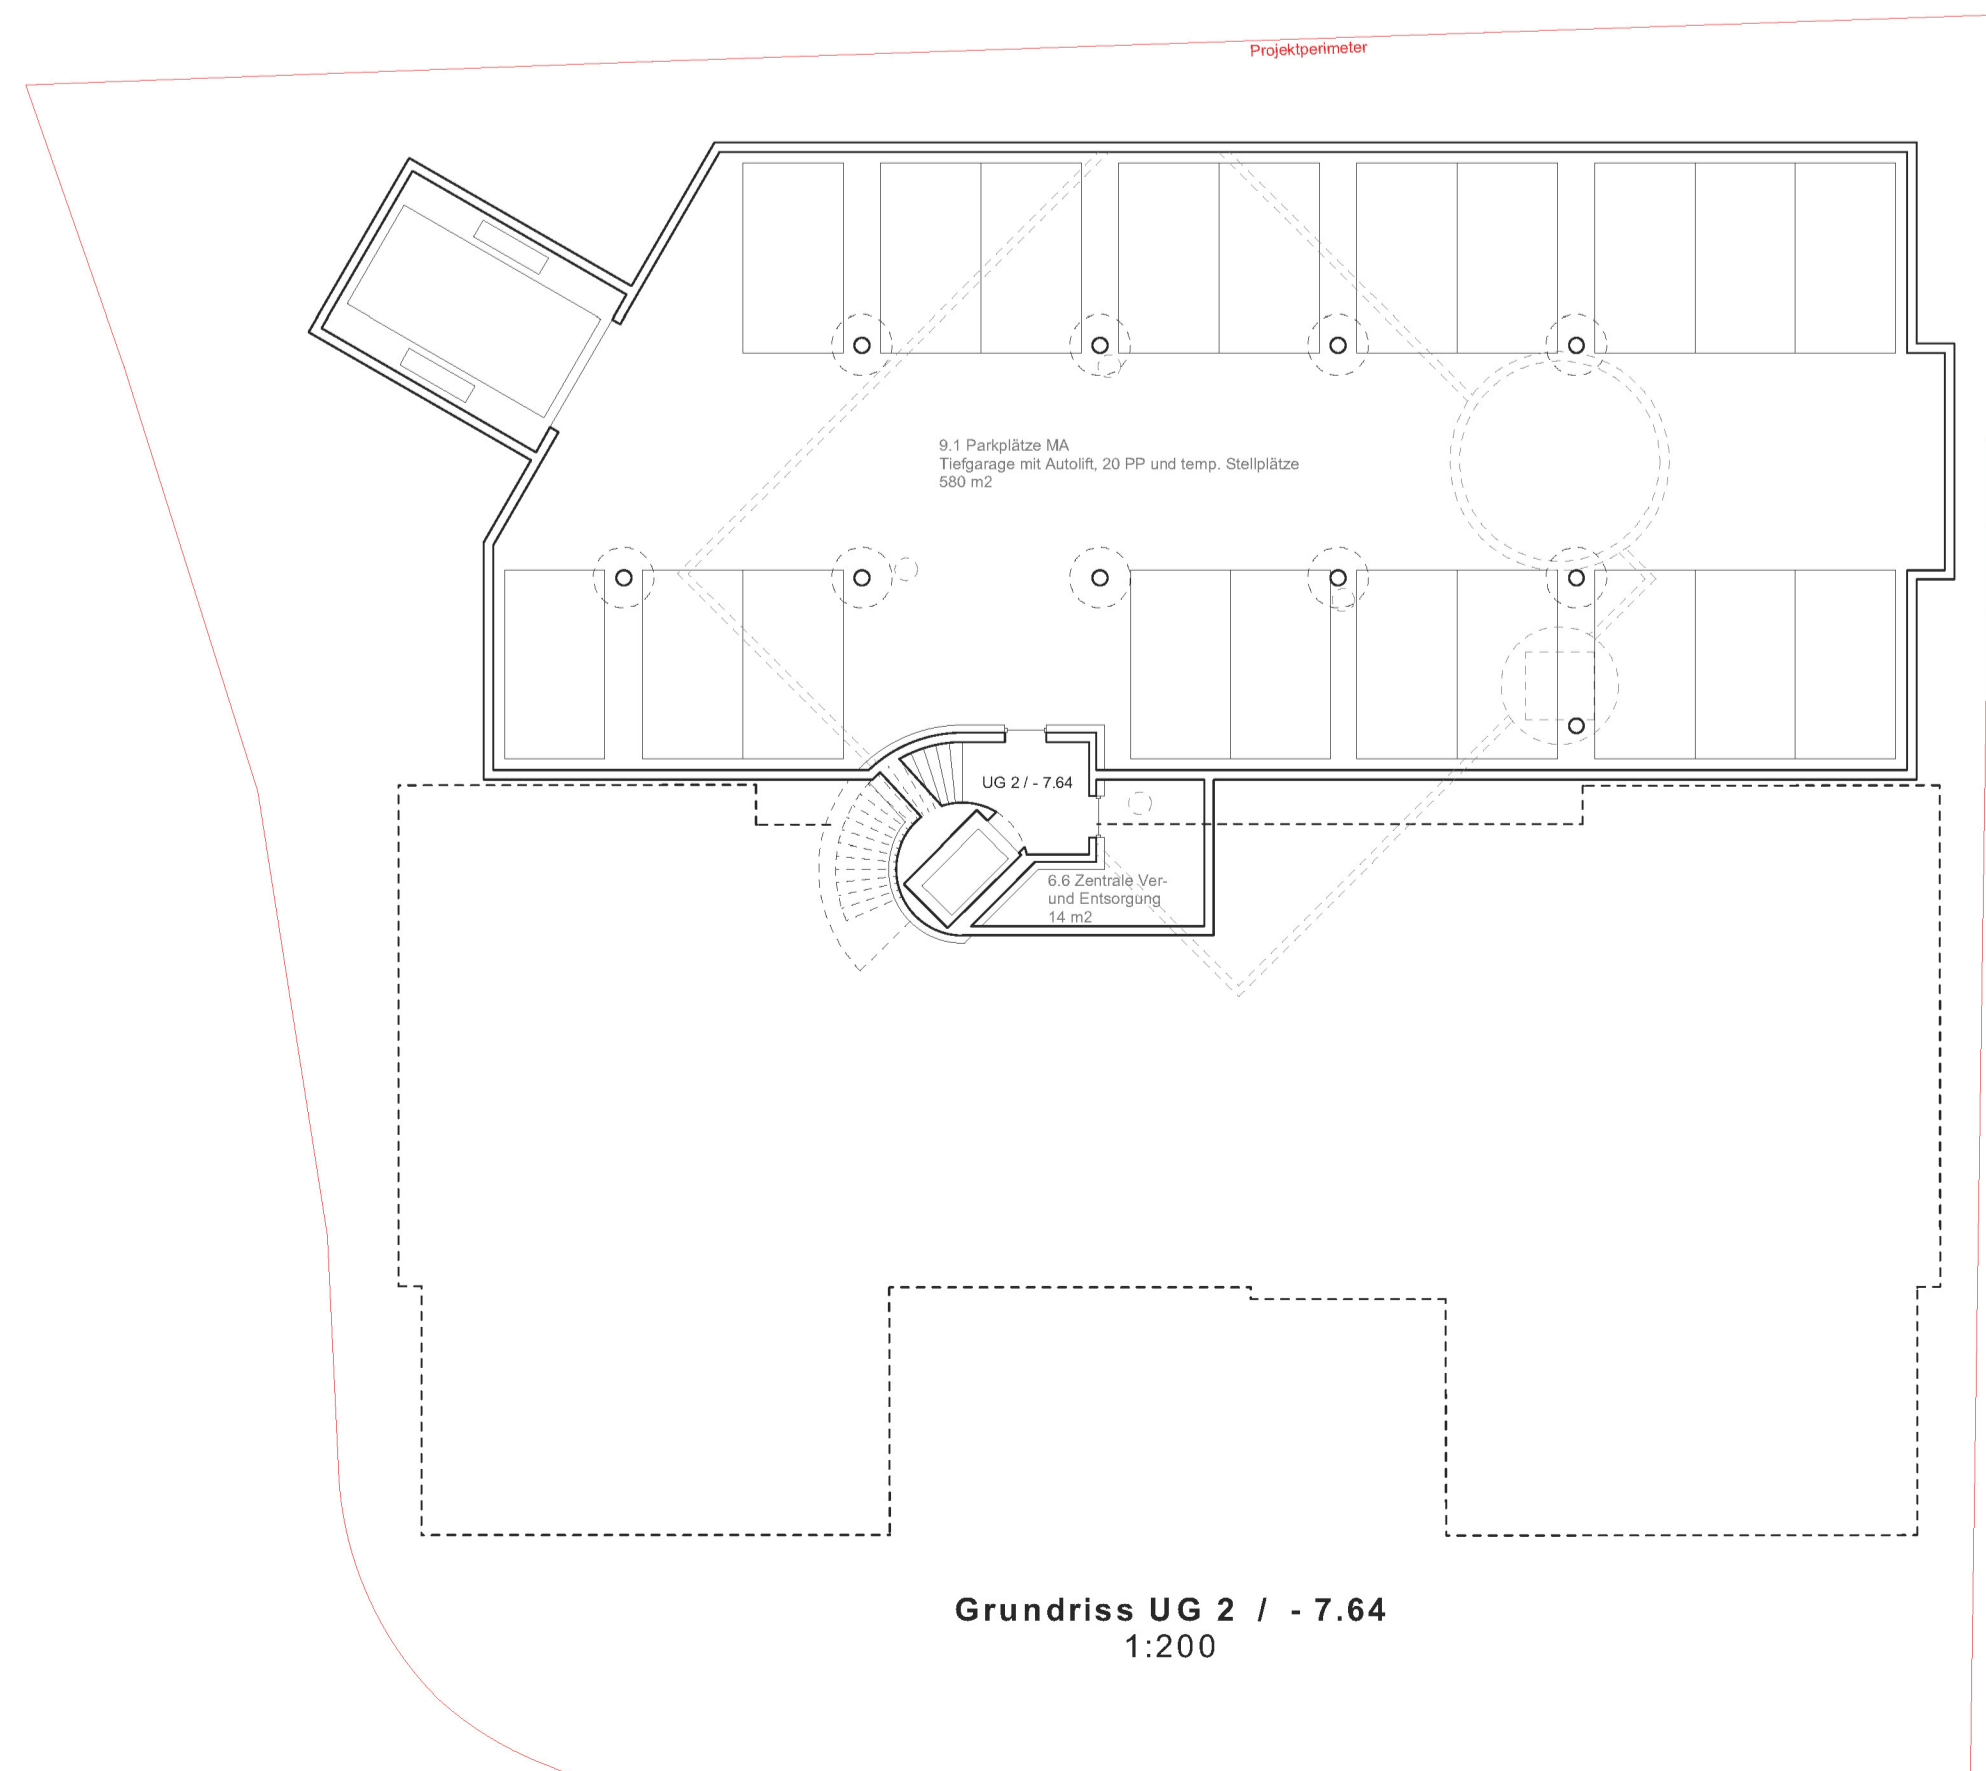 Projektperimeter
9.1 Parkplätze MA
Tiefgarage mit Autolift, 20 PP und temp. Stellplätze
580 m2
UG 2 / - 7.64
6.6 Zentrale Ver-
und Entsorgung
14 m2
Grundriss UG 2 / - 7.64
1:200